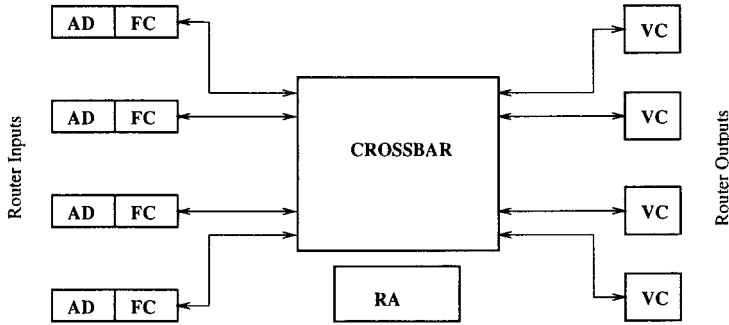 AD FC
VC
AD FC
VC
CROSSBAR
Router Inputs
Router Outputs
AD FC
VC
AD FC
RA
VC